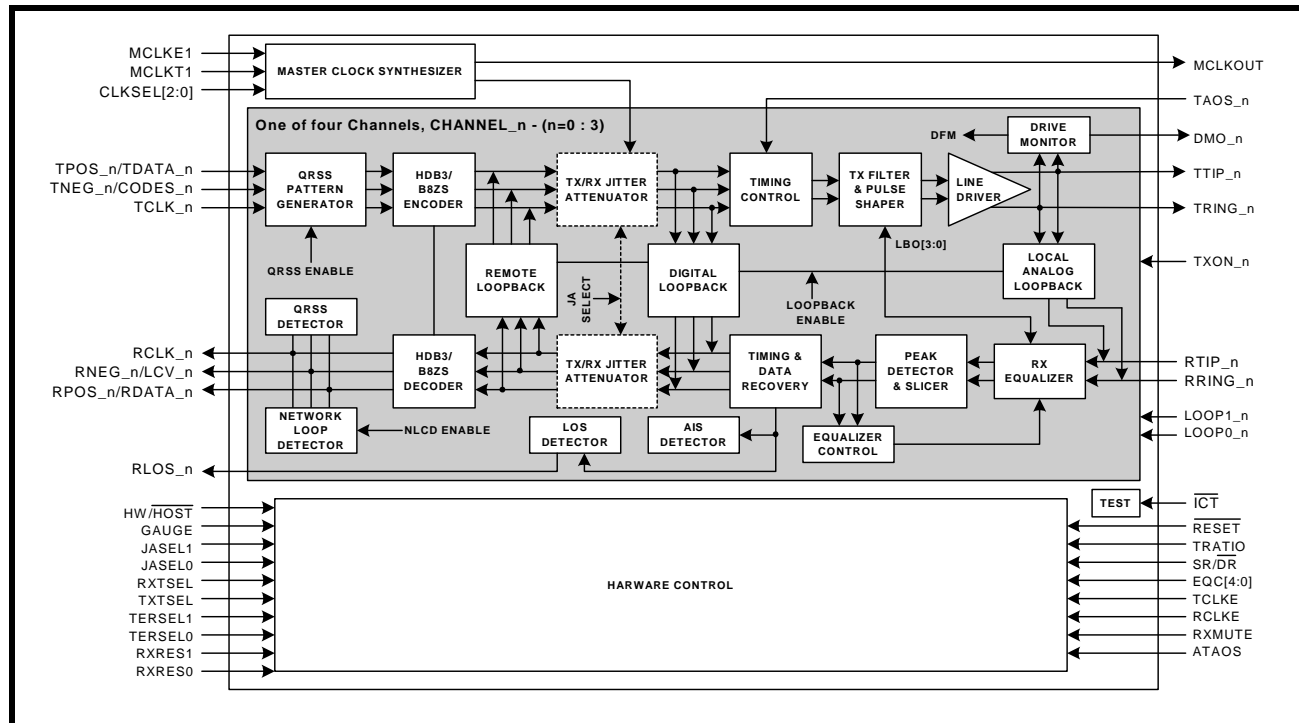 MCLKE1
MCLKT1
CLKSEL[2:0]
MASTER CLOCK SYNTHESIZER
MCLKOUT
TAOS_n
One of four Channels, CHANNEL_n - (n=0 : 3)
DFM
DRIVE
MONITOR
DMO_n
TPOS_n/TDATA_n
TNEG_n/CODES_n
TCLK_n
QRSS
PATTERN
GENERATOR
HDB3/
B8ZS
ENCODER
TX/RX JITTER
ATTENUATOR
TIMING
CONTROL
TX FILTER
& PULSE
SHAPER
LINE
DRIVER
TTIP_n
TRING_n
QRSS ENABLE
REMOTE
LOOPBACK
JA
SELECT
DIGITAL
LOOPBACK
LOOPBACK
ENABLE
LBO[3:0]
LOCAL
ANALOG
LOOPBACK
TXON_n
QRSS
DETECTOR
RCLK_n
RNEG_n/LCV_n
RPOS_n/RDATA_n
HDB3/
B8ZS
DECODER
TX/RX JITTER
ATTENUATOR
TIMING &
DATA
RECOVERY
PEAK
DETECTOR
& SLICER
RX
EQUALIZER
RTIP_n
RRING_n
NETWORK
LOOP
DETECTOR
NLCD ENABLE
LOS DETECTOR
AIS
DETECTOR
EQUALIZER
CONTROL
LOOP1_n
LOOP0_n
RLOS_n
TEST
ICT
HW/HOST
GAUGE
JASEL1
JASEL0
RXTSEL
TXTSEL
TERSEL1
TERSEL0
RXRES1
RXRES0
HARWARE CONTROL
RESET
TRATIO
SR/DR
EQC[4:0]
TCLKE
RCLKE
RXMUTE
ATAOS